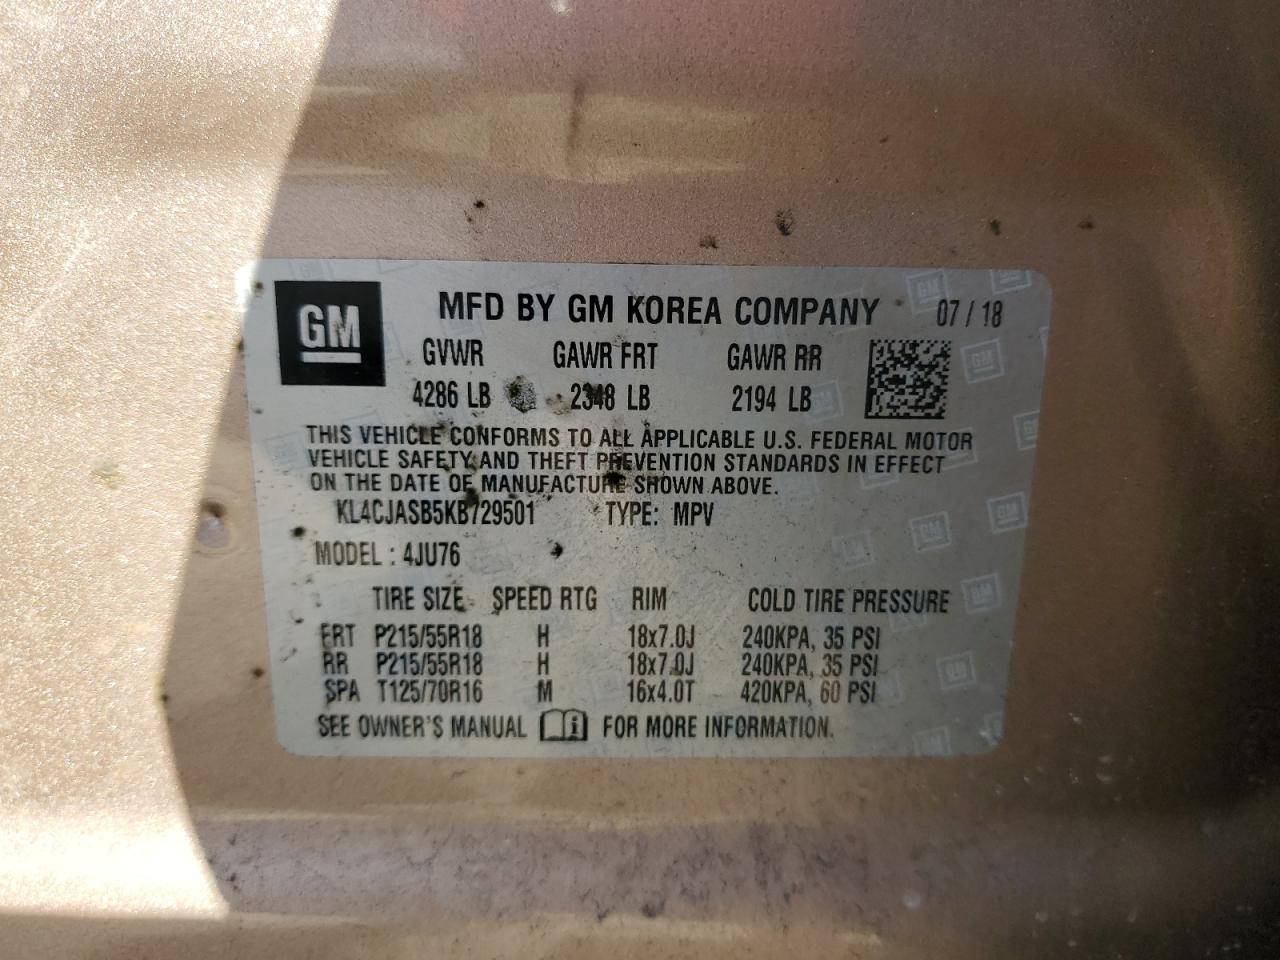 GM
MFD BY GM KOREA COMPANY 07 / 18
GVWR GAWR FRT GAWR RR
4286 LB 2348 LB 2194 LB
THIS VEHICLE CONFORMS TO ALL APPLICABLE U.S. FEDERAL MOTOR
VEHICLE SAFETY AND THEFT PREVENTION STANDARDS IN EFFECT
ON THE DATE OF MANUFACTURE SHOWN ABOVE.
KL4CJASB5KB729501 TYPE: MPV
MODEL : 4JU76
TIRE SIZE SPEED RTG RIM COLD TIRE PRESSURE
FRT P215/55R18 H 18x7.0J 240KPA, 35 PSI
RR P215/55R18 H 18x7.0J 240KPA, 35 PSI
SPA T125/70R16 M 16x4.0T 420KPA, 60 PSI
SEE OWNER'S MANUAL FOR MORE INFORMATION.